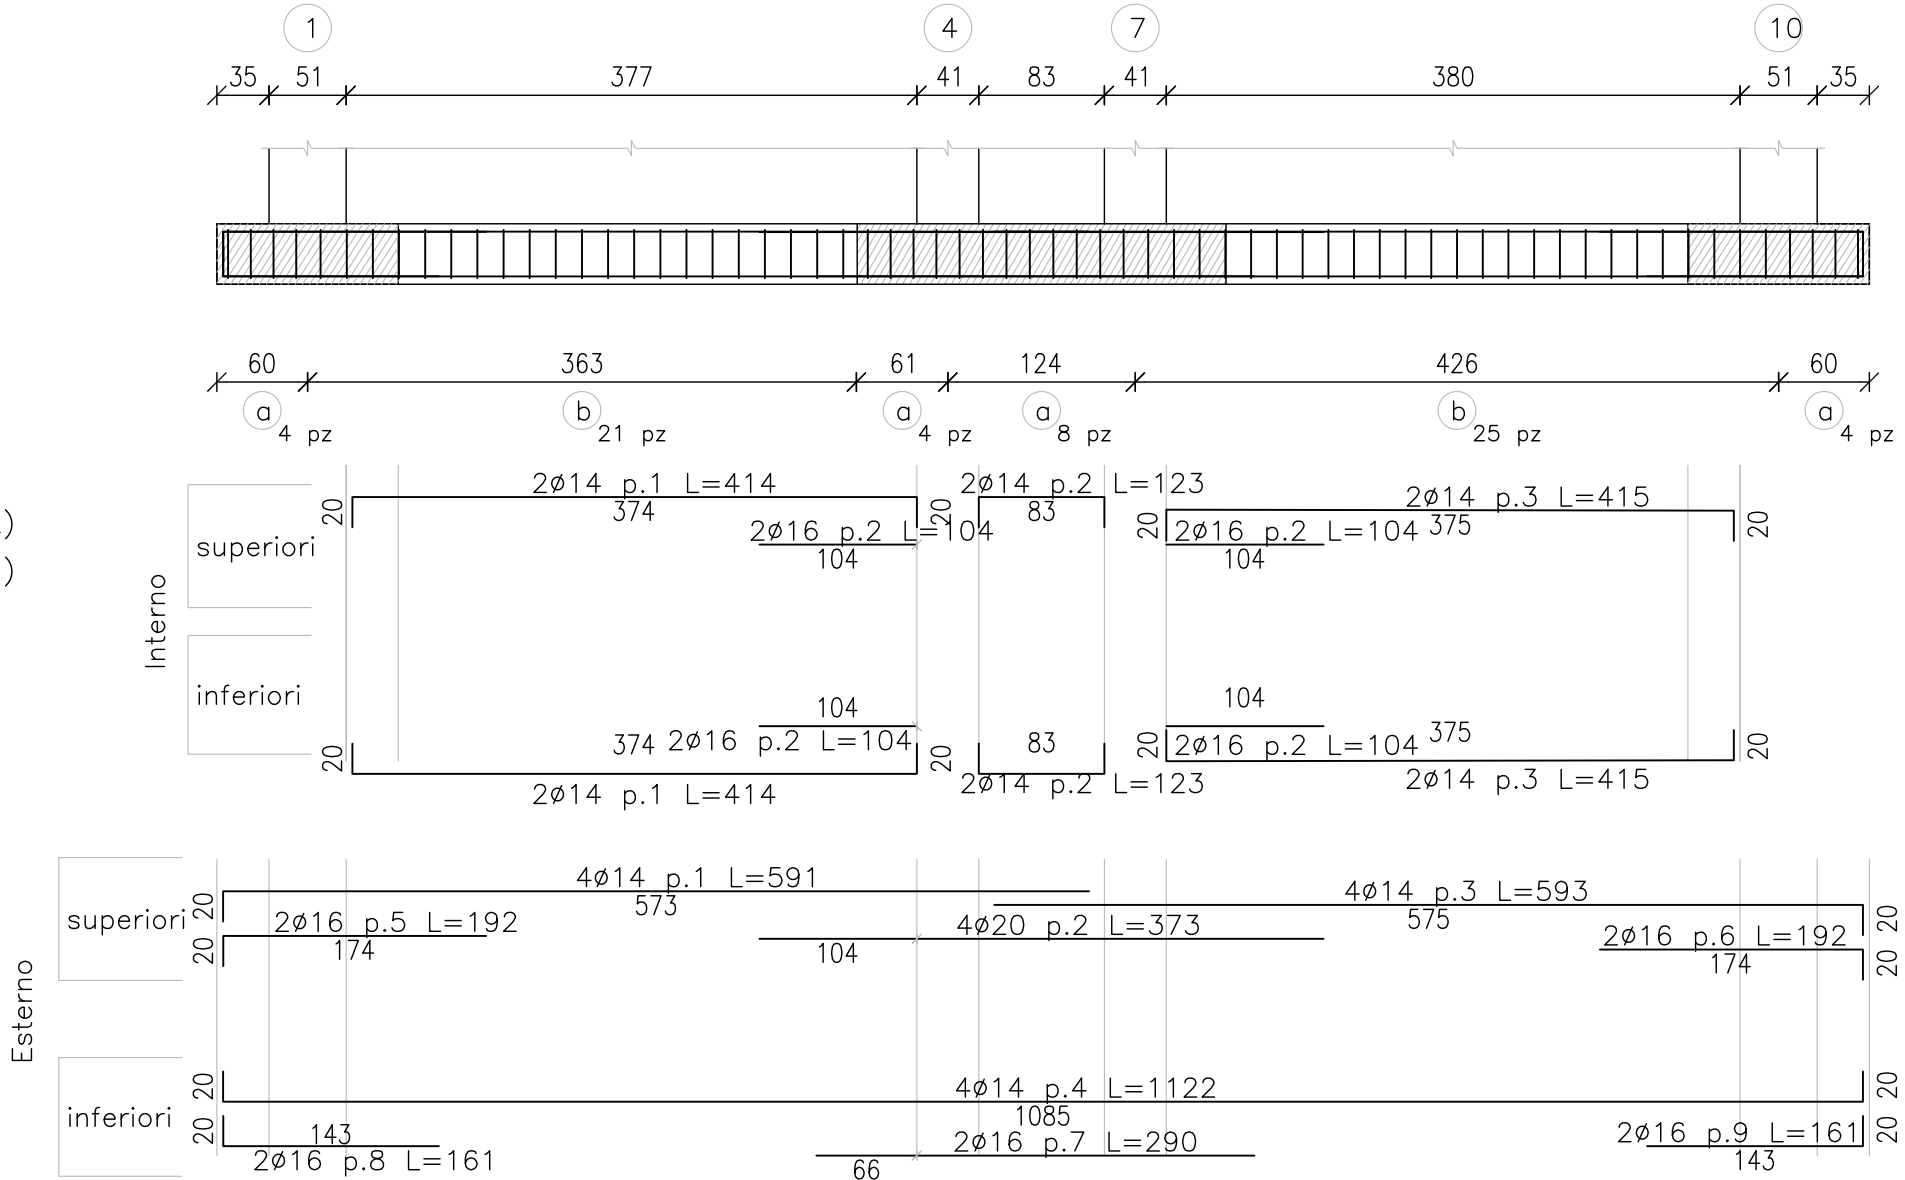 1 4 7 10
35 51 377 41 83 41 380 51 35
60 363 61 124 426 60
a b a a b a
4 pz 21 pz 4 pz 8 pz 25 pz 4 pz
Interno
superiori
20 2ø14 p.1 L=414 20
374
2ø16 p.2 L=104
104
2ø14 p.2 L=123
83
20 2ø14 p.3 L=415 20
375
2ø16 p.2 L=104
104
inferiori
104
20 374 2ø16 p.2 L=104 20
2ø14 p.1 L=414
83
2ø14 p.2 L=123
104
20 2ø16 p.2 L=104 375 20
2ø14 p.3 L=415
Esterno
superiori
20 4ø14 p.1 L=591
573
4ø14 p.3 L=593 20
575
20 2ø16 p.5 L=192
174
4ø20 p.2 L=373
104
2ø16 p.6 L=192 20
174
inferiori
20 4ø14 p.4 L=1122 20
1085
20 143
2ø16 p.8 L=161
2ø16 p.7 L=290
66
2ø16 p.9 L=161 20
143
)
)